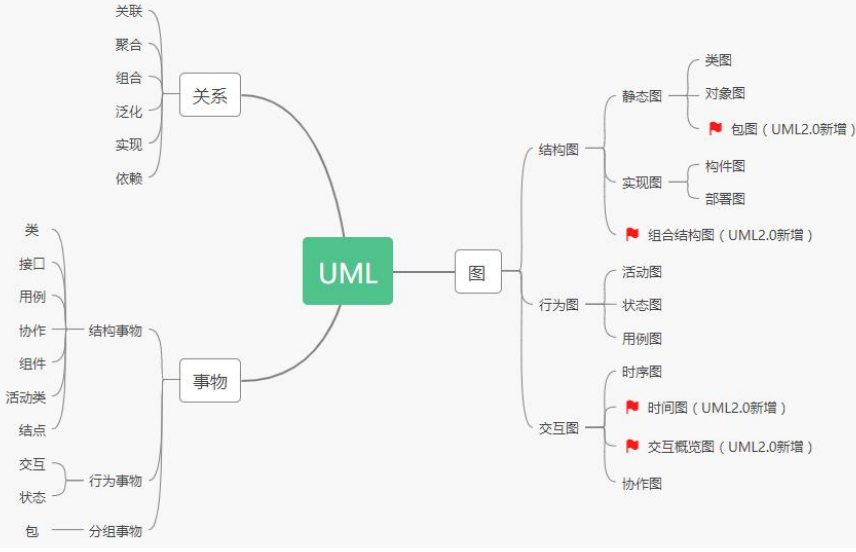 UML
关系
关联
聚合
组合
泛化
实现
依赖
事物
结构事物
类
接口
用例
协作
组件
活动类
结点
行为事物
交互
状态
分组事物
包
图
结构图
静态图
类图
对象图
包图（UML2.0新增）
实现图
构件图
部署图
组合结构图（UML2.0新增）
行为图
活动图
状态图
用例图
交互图
时序图
时间图（UML2.0新增）
交互概览图（UML2.0新增）
协作图